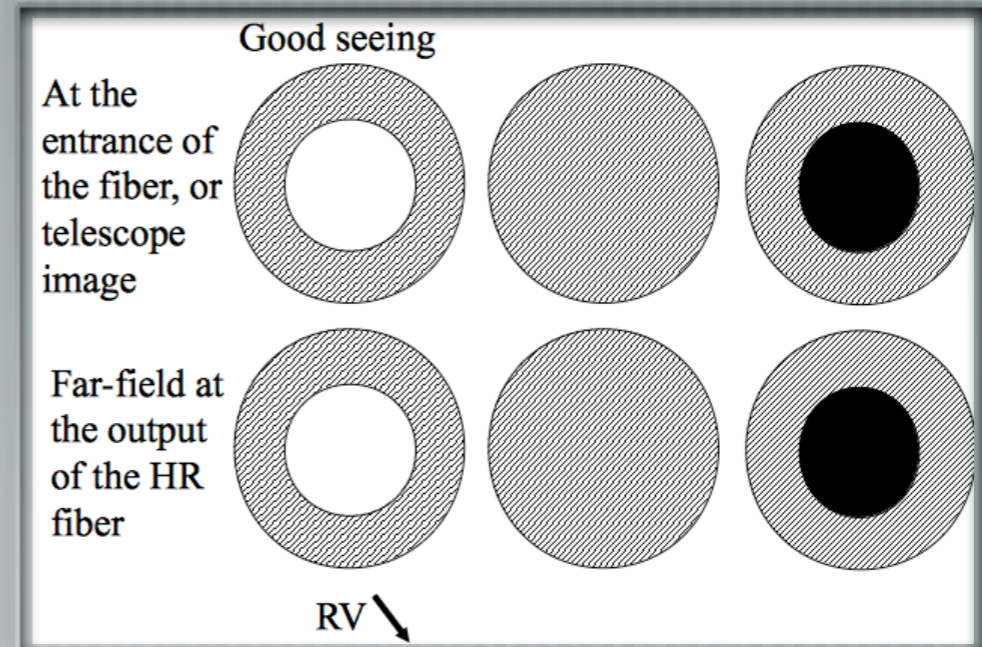 Good seeing
At the
entrance of
the fiber, or
telescope
image
Far-field at
the output
of the HR
fiber
RV